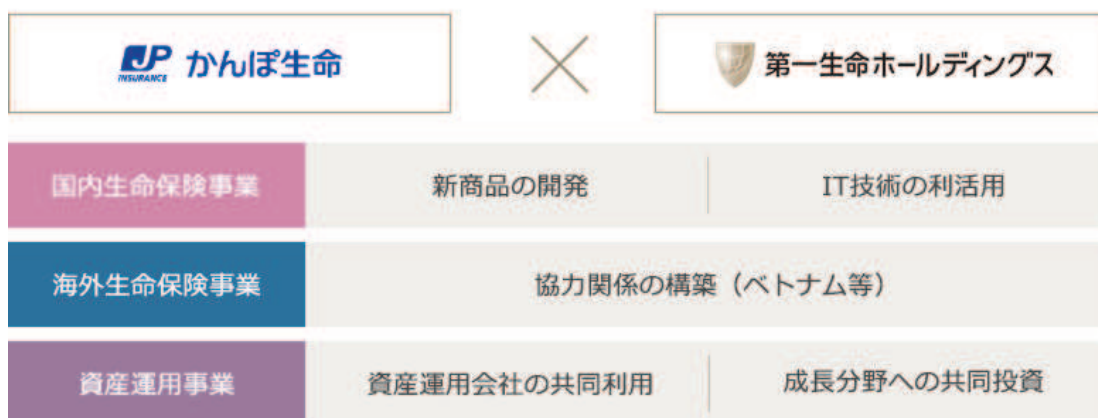 JP INSURANCE かんぽ生命
第一生命ホールディングス
国内生命保険事業
新商品の開発
IT技術の利活用
海外生命保険事業
協力関係の構築（ベトナム等）
資産運用事業
資産運用会社の共同利用
成長分野への共同投資